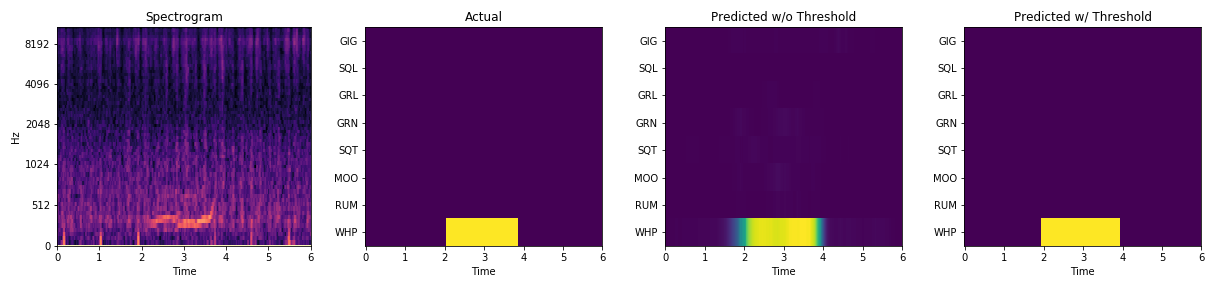 Spectrogram
8192
4096
2048
1024
512
0
Hz
0 1 2 3 4 5 6
Time
Actual
GIG
SQL
GRL
GRN
SQT
MOO
RUM
WHP
0 1 2 3 4 5 6
Time
Predicted w/o Threshold
GIG
SQL
GRL
GRN
SQT
MOO
RUM
WHP
0 1 2 3 4 5 6
Time
Predicted w/ Threshold
GIG
SQL
GRL
GRN
SQT
MOO
RUM
WHP
0 1 2 3 4 5 6
Time